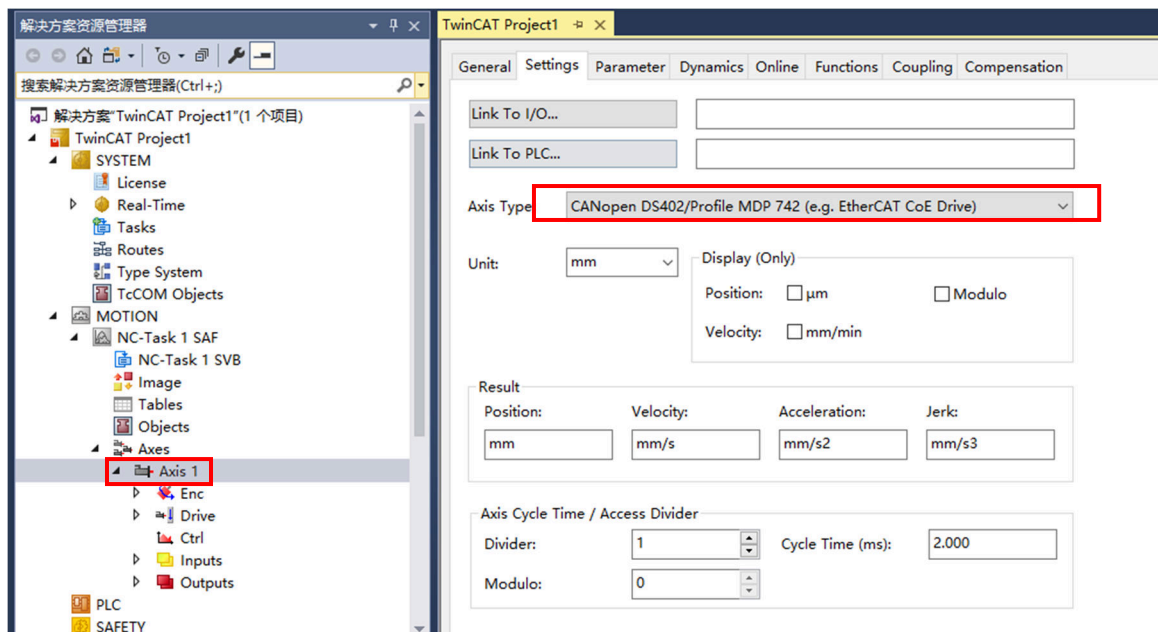 解决方案资源管理器
搜索解决方案资源管理器(Ctrl+;)
解决方案"TwinCAT Project1"(1 个项目)
TwinCAT Project1
SYSTEM
License
Real-Time
Tasks
Routes
Type System
TcCOM Objects
MOTION
NC-Task 1 SAF
NC-Task 1 SVB
Image
Tables
Objects
Axes
Axis 1
Enc
Drive
Ctrl
Inputs
Outputs
PLC
SAFETY
TwinCAT Project1
General Settings Parameter Dynamics Online Functions Coupling Compensation
Link To I/O...
Link To PLC...
Axis Type CANopen DS402/Profile MDP 742 (e.g. EtherCAT CoE Drive)
Unit: mm
Display (Only)
Position: μm Modulo
Velocity: mm/min
Result
Position: Velocity: Acceleration: Jerk:
mm mm/s mm/s2 mm/s3
Axis Cycle Time / Access Divider
Divider: 1 Cycle Time (ms): 2.000
Modulo: 0